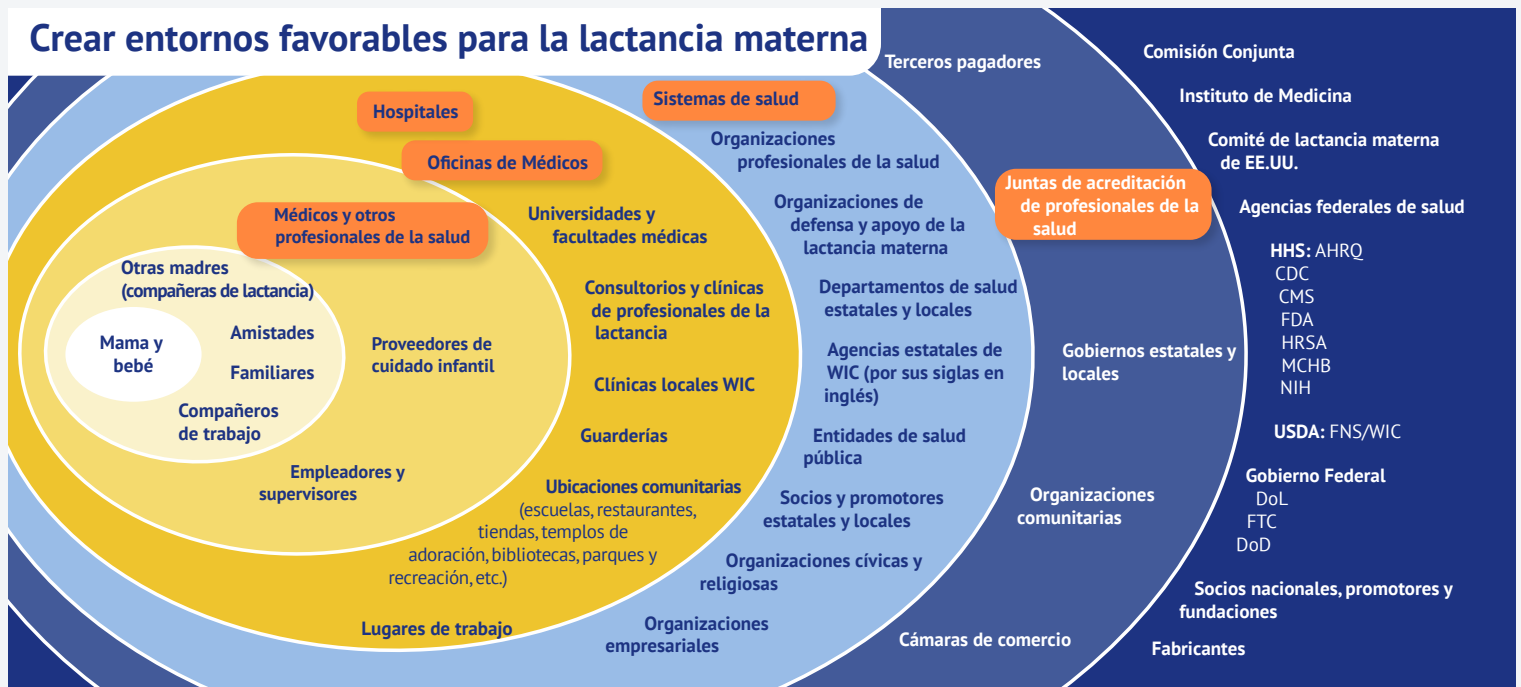 Crear entornos favorables para la lactancia materna
Mama y
bebé
Otras madres
(compañeras de lactancia)
Amistades
Familiares
Compañeros
de trabajo
Médicos y otros
profesionales de la salud
Proveedores de
cuidado infantil
Empleadores y
supervisores
Hospitales
Oficinas de Médicos
Universidades y
facultades médicas
Consultorios y clínicas
de profesionales de la
lactancia
Clínicas locales WIC
Guarderías
Ubicaciones comunitarias
(escuelas, restaurantes,
tiendas, templos de
adoración, bibliotecas, parques y
recreación, etc.)
Lugares de trabajo
Sistemas de salud
Organizaciones
profesionales de la salud
Organizaciones de
defensa y apoyo de la
lactancia materna
Departamentos de salud
estatales y locales
Agencias estatales de
WIC (por sus siglas en
inglés)
Entidades de salud
pública
Socios y promotores
estatales y locales
Organizaciones cívicas y
religiosas
Organizaciones
empresariales
Terceros pagadores
Juntas de acreditación
de profesionales de la
salud
Gobiernos estatales y
locales
Organizaciones
comunitarias
Cámaras de comercio
Comisión Conjunta
Instituto de Medicina
Comité de lactancia materna
de EE.UU.
Agencias federales de salud
HHS: AHRQ
CDC
CMS
FDA
HRSA
MCHB
NIH
USDA: FNS/WIC
Gobierno Federal
DoL
FTC
DoD
Socios nacionales, promotores y
fundaciones
Fabricantes